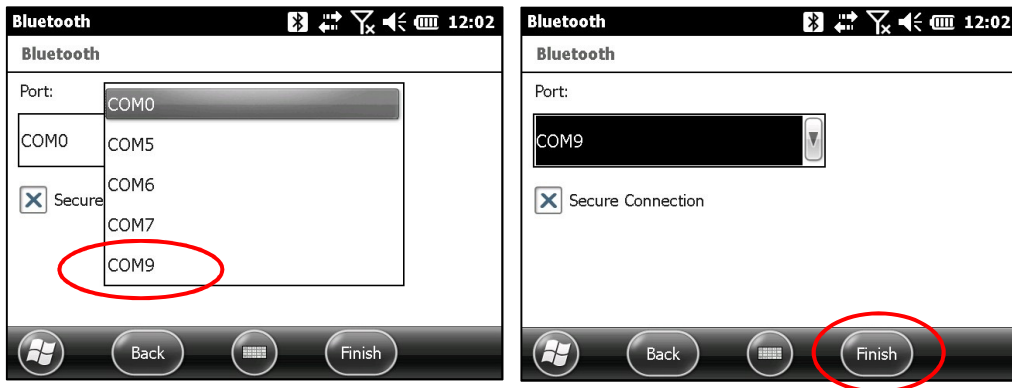 Bluetooth 12:02
Bluetooth
Port:
COM0
COM0
COM5
Secure
COM6
COM7
COM9
Back Finish
Bluetooth 12:02
Bluetooth
Port:
COM9
Secure Connection
Back Finish